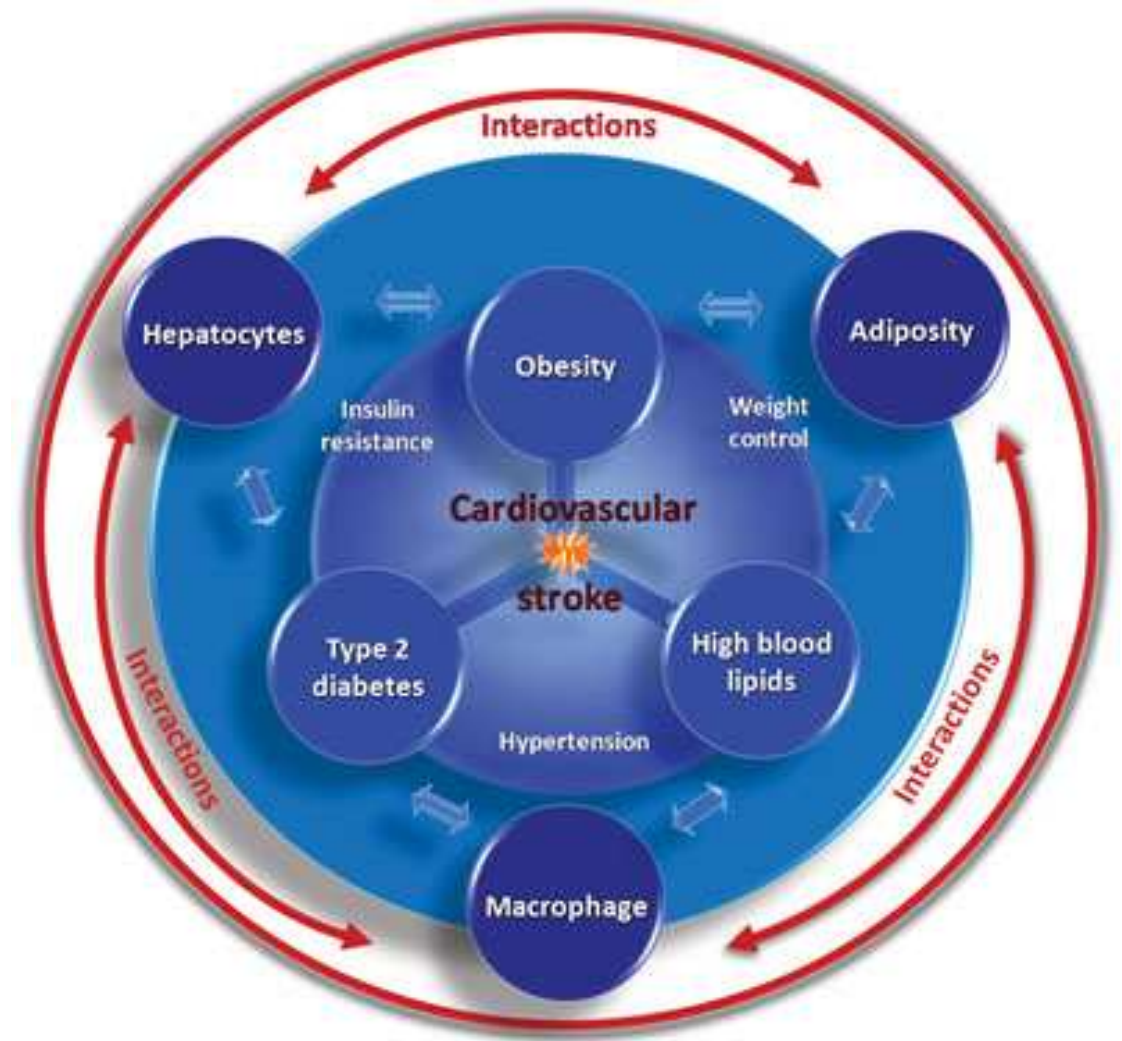 Interactions
Hepatocytes
Adiposity
Obesity
Insulin
resistance
Weight
control
Cardiovascular
stroke
Type 2
diabetes
High blood
lipids
Interactions
Interactions
Hypertension
Macrophage